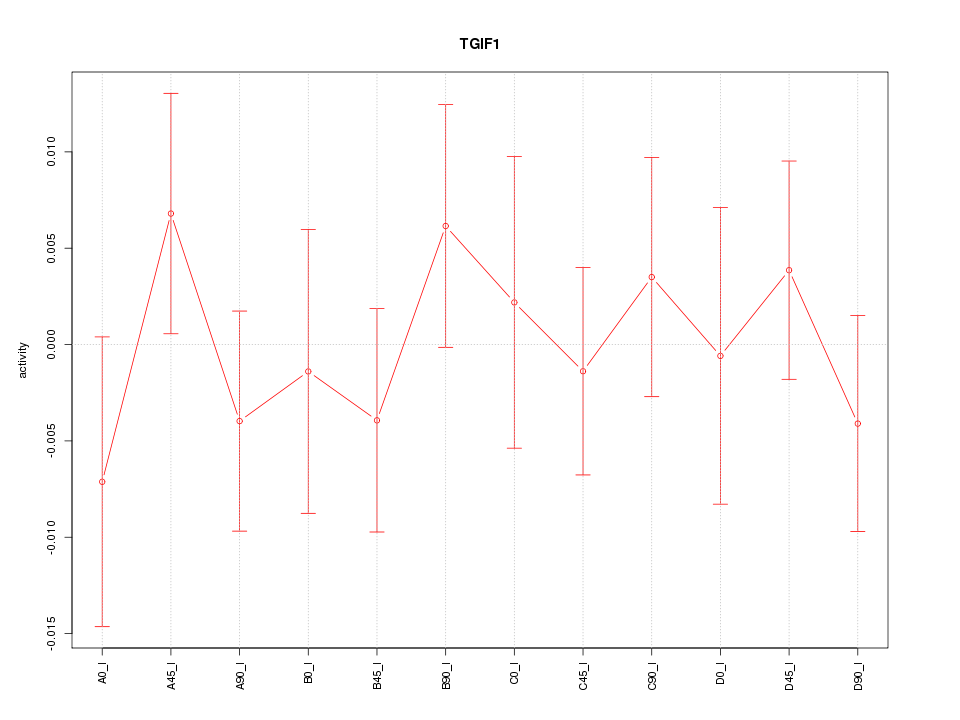 TGIF1
activity
0.010
0.005
0.000
-0.005
-0.010
-0.015
A0_I
A45_I
A90_I
B0_I
B45_I
B90_I
C0_I
C45_I
C90_I
D0_I
D45_I
D90_I